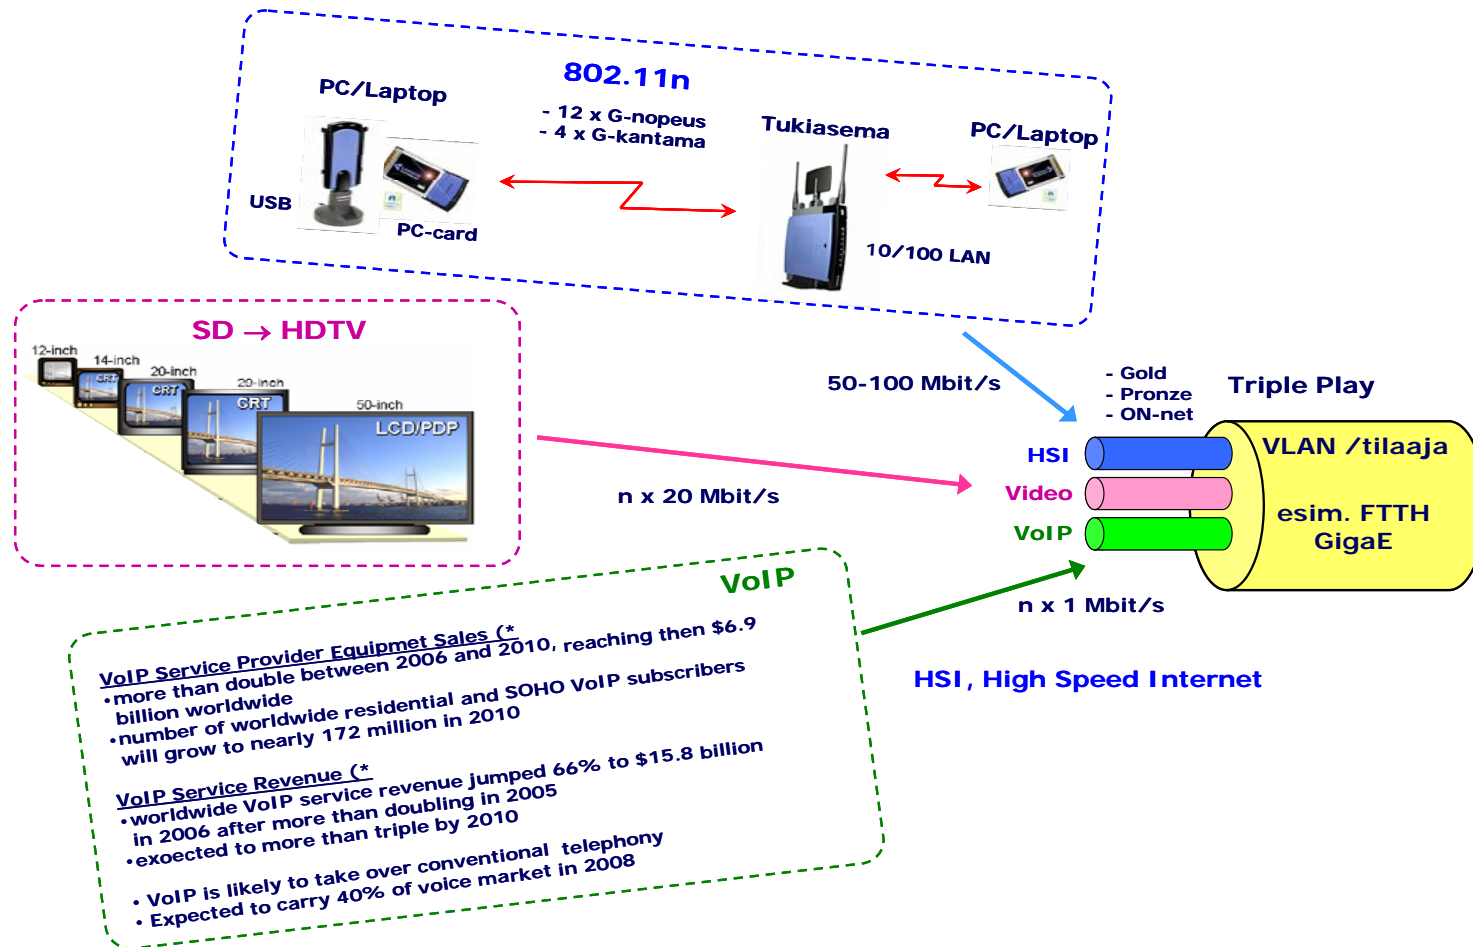 802.11n
- 12 x G-nopeus
- 4 x G-kantama
PC/Laptop
USB
PC-card
Tukiasema
10/100 LAN
PC/Laptop
SD → HDTV
12-inch
14-inch
20-inch
29-inch
50-inch
CRT
CRT
CRT
LCD/PDP
50-100 Mbit/s
n x 20 Mbit/s
n x 1 Mbit/s
- Gold
- Pronze
- ON-net
Triple Play
HSI
Video
VoIP
VLAN /tilaaja
esim. FTTH
GigaE
HSI, High Speed Internet
VoIP
VoIP Service Provider Equipmet Sales (*
•more than double between 2006 and 2010, reaching then $6.9
billion worldwide
•number of worldwide residential and SOHO VoIP subscribers
will grow to nearly 172 million in 2010
VoIP Service Revenue (*
•worldwide VoIP service revenue jumped 66% to $15.8 billion
in 2006 after more than doubling in 2005
•exoected to more than triple by 2010
• VoIP is likely to take over conventional telephony
• Expected to carry 40% of voice market in 2008